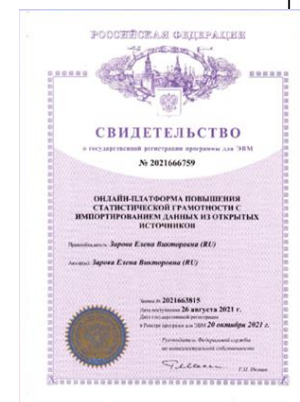 РОССИЙСКАЯ ФЕДЕРАЦИЯ
СВИДЕТЕЛЬСТВО
о государственной регистрации программы для ЭВМ
№ 2021666759
ОНЛАЙН-ПЛАТФОРМА ПОВЫШЕНИЯ
СТАТИСТИЧЕСКОЙ ГРАМОТНОСТИ С
ИМПОРТИРОВАНИЕМ ДАННЫХ ИЗ ОТКРЫТЫХ
ИСТОЧНИКОВ
Правообладатель: Зарова Елена Викторовна (RU)
Автор(ы): Зарова Елена Викторовна (RU)
Заявка № 2021663815
Дата поступления 26 августа 2021 г.
Дата государственной регистрации
в Реестре программ для ЭВМ 20 октября 2021 г.
Руководитель Федеральной службы
по интеллектуальной собственности
Г.П. Ивлиев